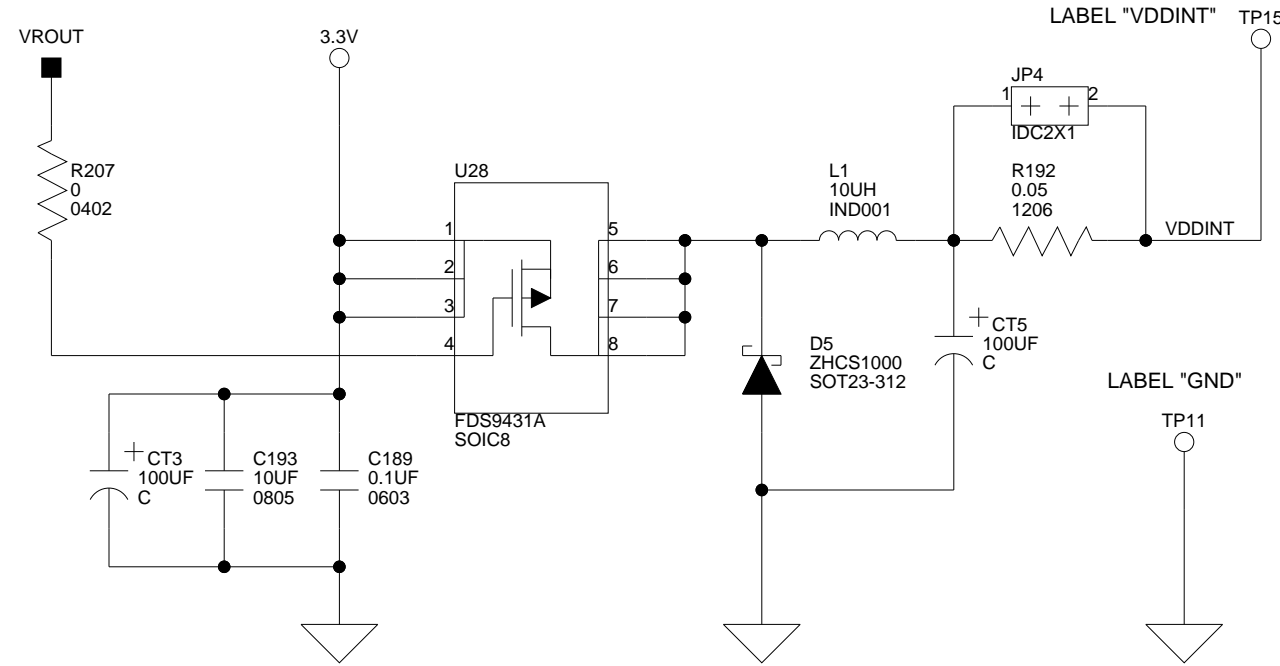 LABEL "VDDINT"
TP15
VROUT
3.3V
JP4
1
2
IDC2X1
R207
0
0402
U28
L1
10UH
IND001
R192
0.05
1206
1
5
VDDINT
2
6
3
7
4
8
D5
ZHCS1000
SOT23-312
+
CT5
100UF
C
LABEL "GND"
TP11
FDS9431A
SOIC8
+
CT3
100UF
C
C193
10UF
0805
C189
0.1UF
0603